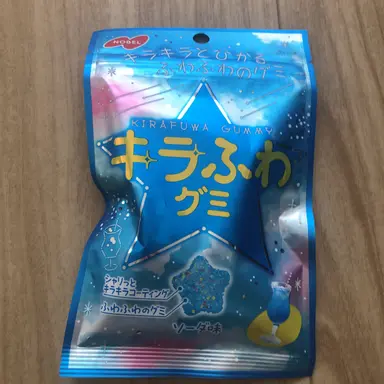 NOBEL
キラキラとひかる
ふわふわのグミ
KIRAFUWA GUMMY
キラふわ
グミ
シャリっと
キラキラコーティング
ふわふわのグミ
ソーダ味